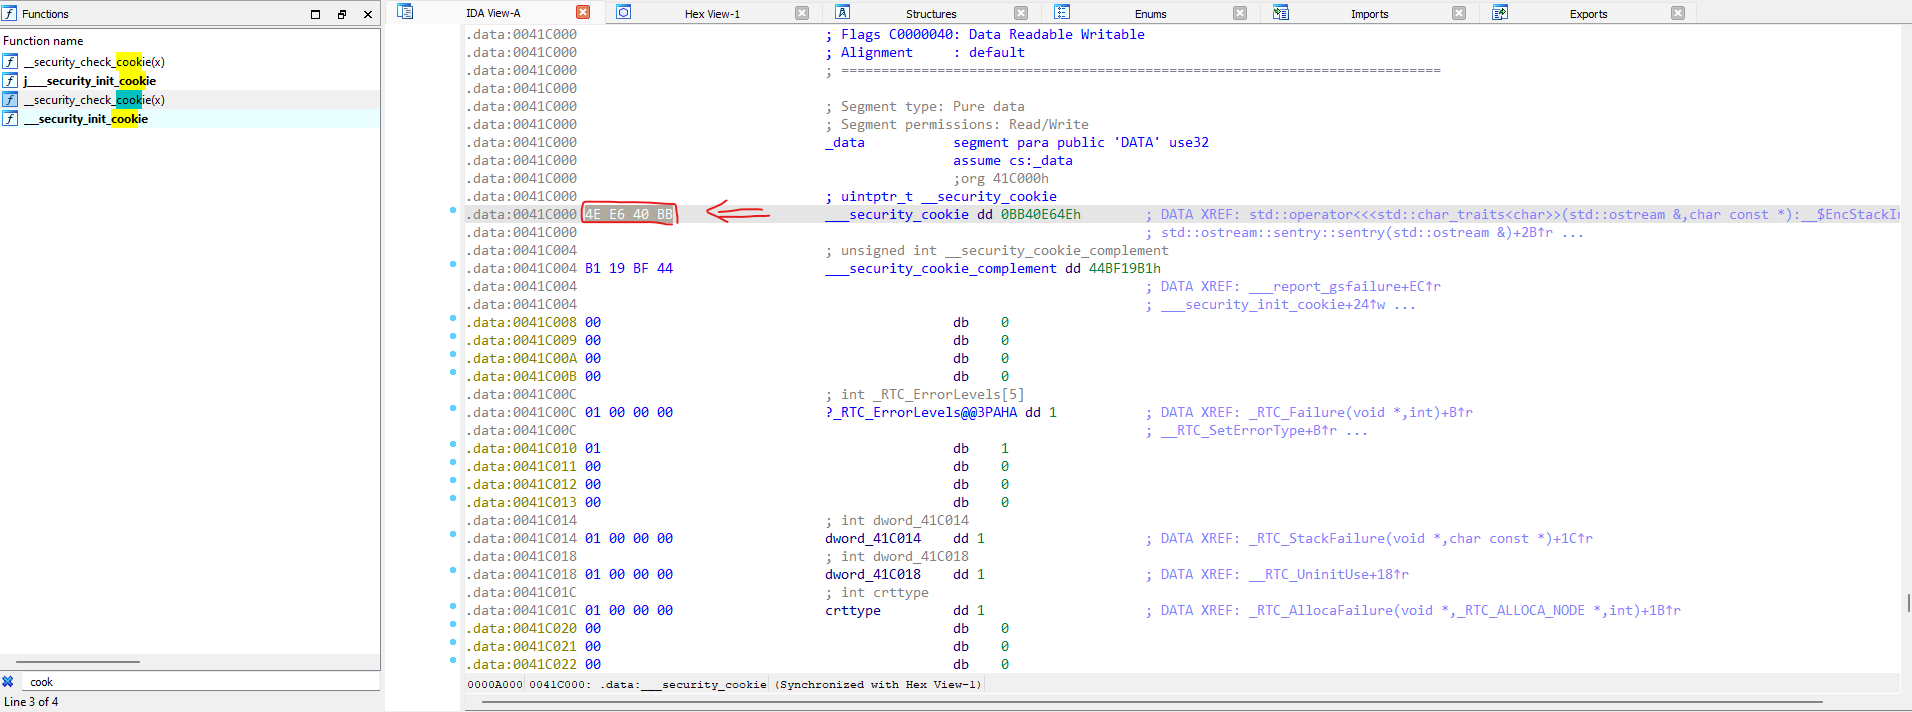 Functions
IDA View-A
Hex View-1
Structures
Enums
Imports
Exports
Function name
__security_check_cookie(x)
j___security_init_cookie
__security_check_cookie(x)
___security_init_cookie
.data:0041C000 ; Flags C0000040: Data Readable Writable
.data:0041C000 ; Alignment     : default
.data:0041C000 ; ===========================================================================
.data:0041C000
.data:0041C000 ; Segment type: Pure data
.data:0041C000 ; Segment permissions: Read/Write
.data:0041C000 _data           segment para public 'DATA' use32
.data:0041C000                 assume cs:_data
.data:0041C000                 ;org 41C000h
.data:0041C000 ; uintptr_t __security_cookie
.data:0041C000 4E E6 40 BB ___security_cookie dd 0BB40E64Eh        ; DATA XREF: std::operator<<<std::char_traits<char>>(std::ostream &,char const *):__$EncStackIn
.data:0041C000 ; std::ostream::sentry::sentry(std::ostream &)+2B↑r ...
.data:0041C004 ; unsigned int __security_cookie_complement
.data:0041C004 B1 19 BF 44 ___security_cookie_complement dd 44BF19B1h
.data:0041C004 ; DATA XREF: ___report_gsfailure+EC↑r
.data:0041C004 ; ___security_init_cookie+24↑w ...
.data:0041C008 00 db    0
.data:0041C009 00 db    0
.data:0041C00A 00 db    0
.data:0041C00B 00 db    0
.data:0041C00C ; int _RTC_ErrorLevels[5]
.data:0041C00C 01 00 00 00 ?_RTC_ErrorLevels@@3PAHA dd 1           ; DATA XREF: _RTC_Failure(void *,int)+B↑r
.data:0041C00C ; __RTC_SetErrorType+B↑r ...
.data:0041C010 01 db    1
.data:0041C011 00 db    0
.data:0041C012 00 db    0
.data:0041C013 00 db    0
.data:0041C014 ; int dword_41C014
.data:0041C014 01 00 00 00 dword_41C014    dd 1                    ; DATA XREF: _RTC_StackFailure(void *,char const *)+1C↑r
.data:0041C018 ; int dword_41C018
.data:0041C018 01 00 00 00 dword_41C018    dd 1                    ; DATA XREF: __RTC_UninitUse+18↑r
.data:0041C01C ; int crttype
.data:0041C01C 01 00 00 00 crttype         dd 1                    ; DATA XREF: _RTC_AllocaFailure(void *,_RTC_ALLOCA_NODE *,int)+1B↑r
.data:0041C020 00 db    0
.data:0041C021 00 db    0
.data:0041C022 00 db    0
cook
Line 3 of 4
0000A000 0041C000: .data:___security_cookie (Synchronized with Hex View-1)